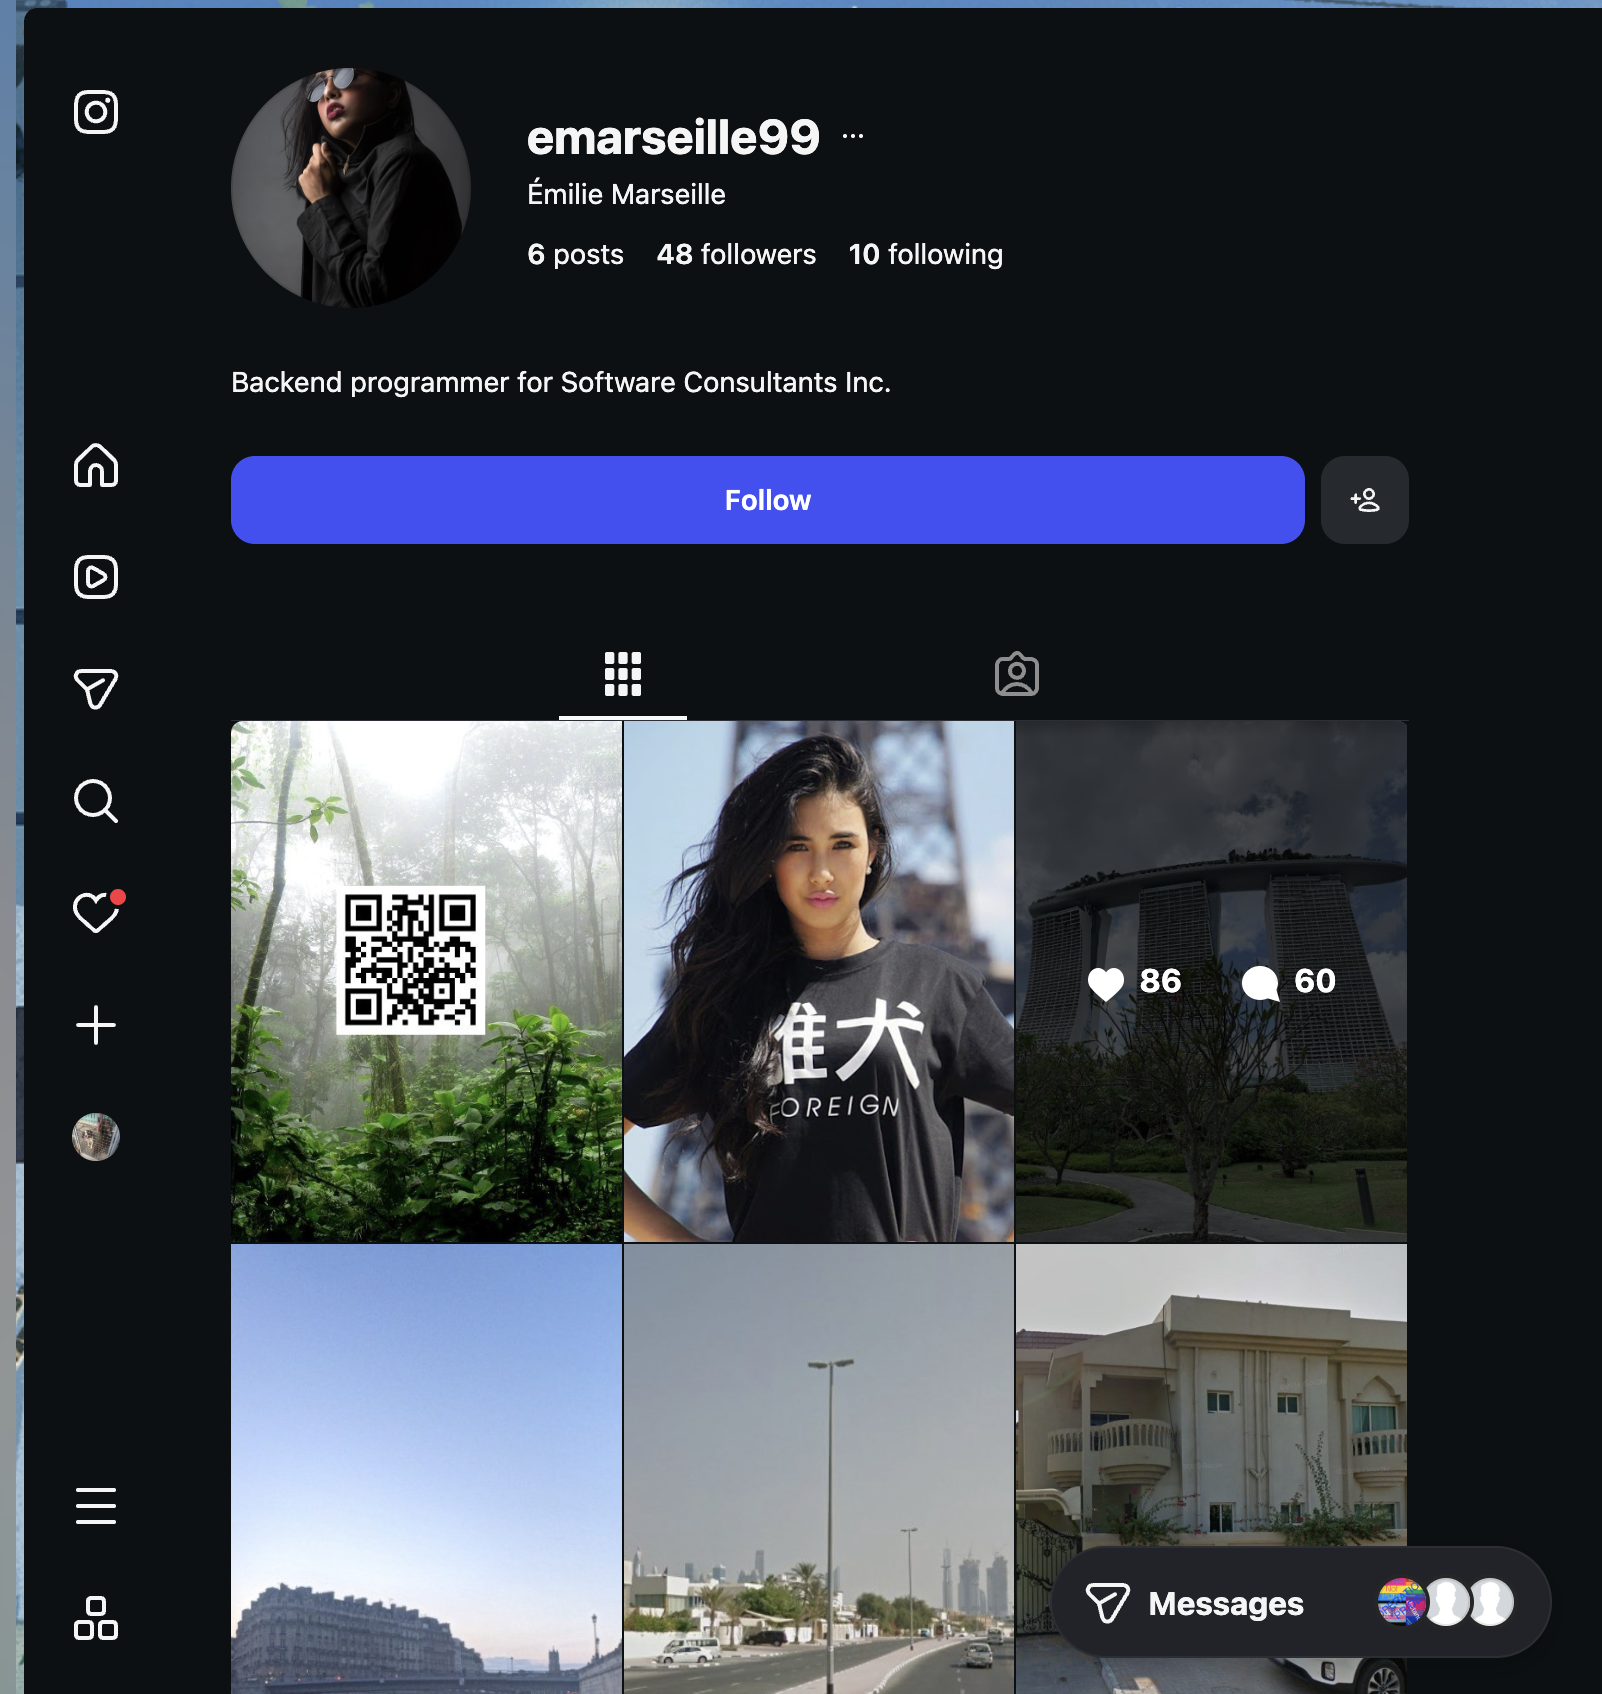 emarseille99 ...
Émilie Marseille
6 posts 48 followers 10 following
Backend programmer for Software Consultants Inc.
Follow
犬
FOREIGN
86 60
Messages